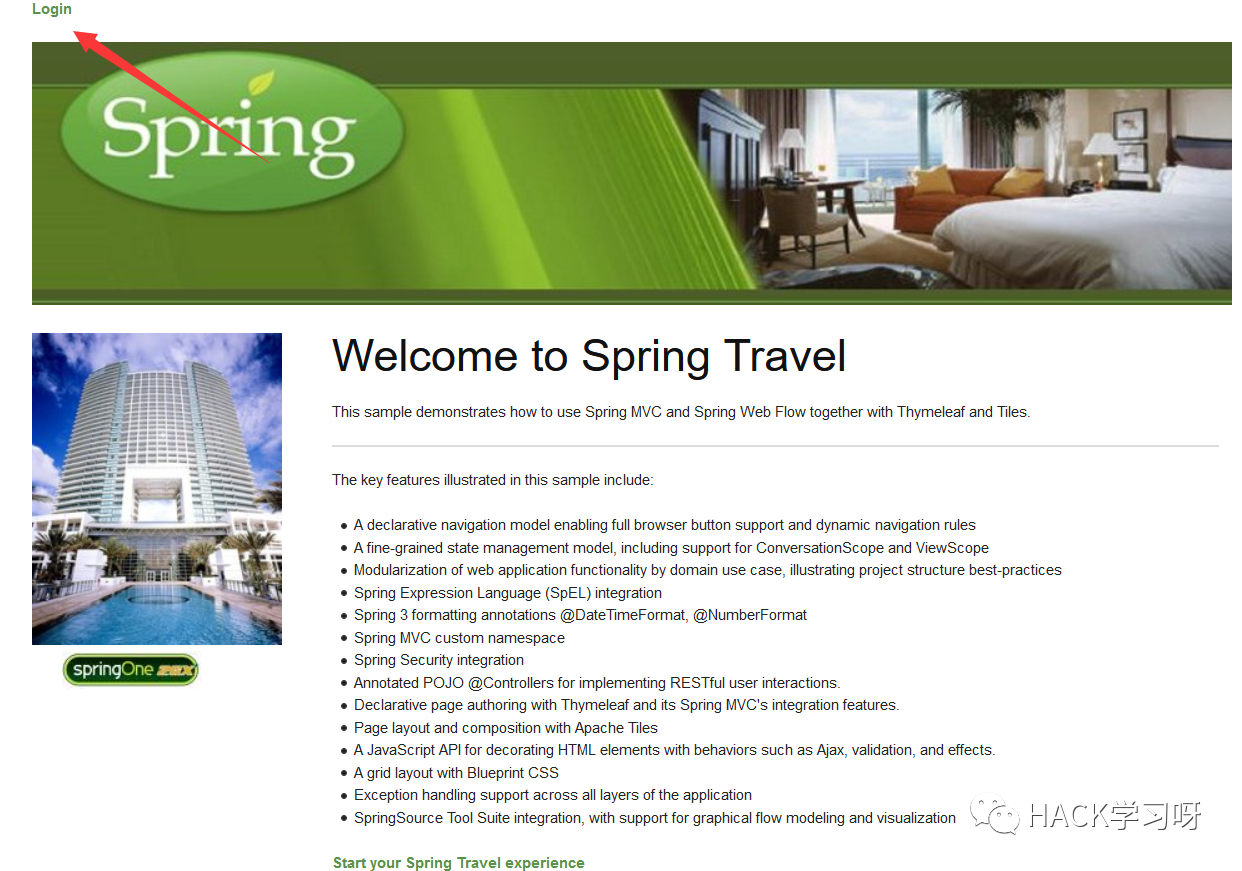 Login
Spring
Welcome to Spring Travel
This sample demonstrates how to use Spring MVC and Spring Web Flow together with Thymeleaf and Tiles.
The key features illustrated in this sample include:
A declarative navigation model enabling full browser button support and dynamic navigation rules
A fine-grained state management model, including support for ConversationScope and ViewScope
Modularization of web application functionality by domain use case, illustrating project structure best-practices
Spring Expression Language (SpEL) integration
Spring 3 formatting annotations @DateTimeFormat, @NumberFormat
Spring MVC custom namespace
Spring Security integration
Annotated POJO @Controllers for implementing RESTful user interactions.
Declarative page authoring with Thymeleaf and its Spring MVC's integration features.
Page layout and composition with Apache Tiles
A JavaScript API for decorating HTML elements with behaviors such as Ajax, validation, and effects.
A grid layout with Blueprint CSS
Exception handling support across all layers of the application
SpringSource Tool Suite integration, with support for graphical flow modeling and visualization
Start your Spring Travel experience
springOne 2GX
HACK学习呀